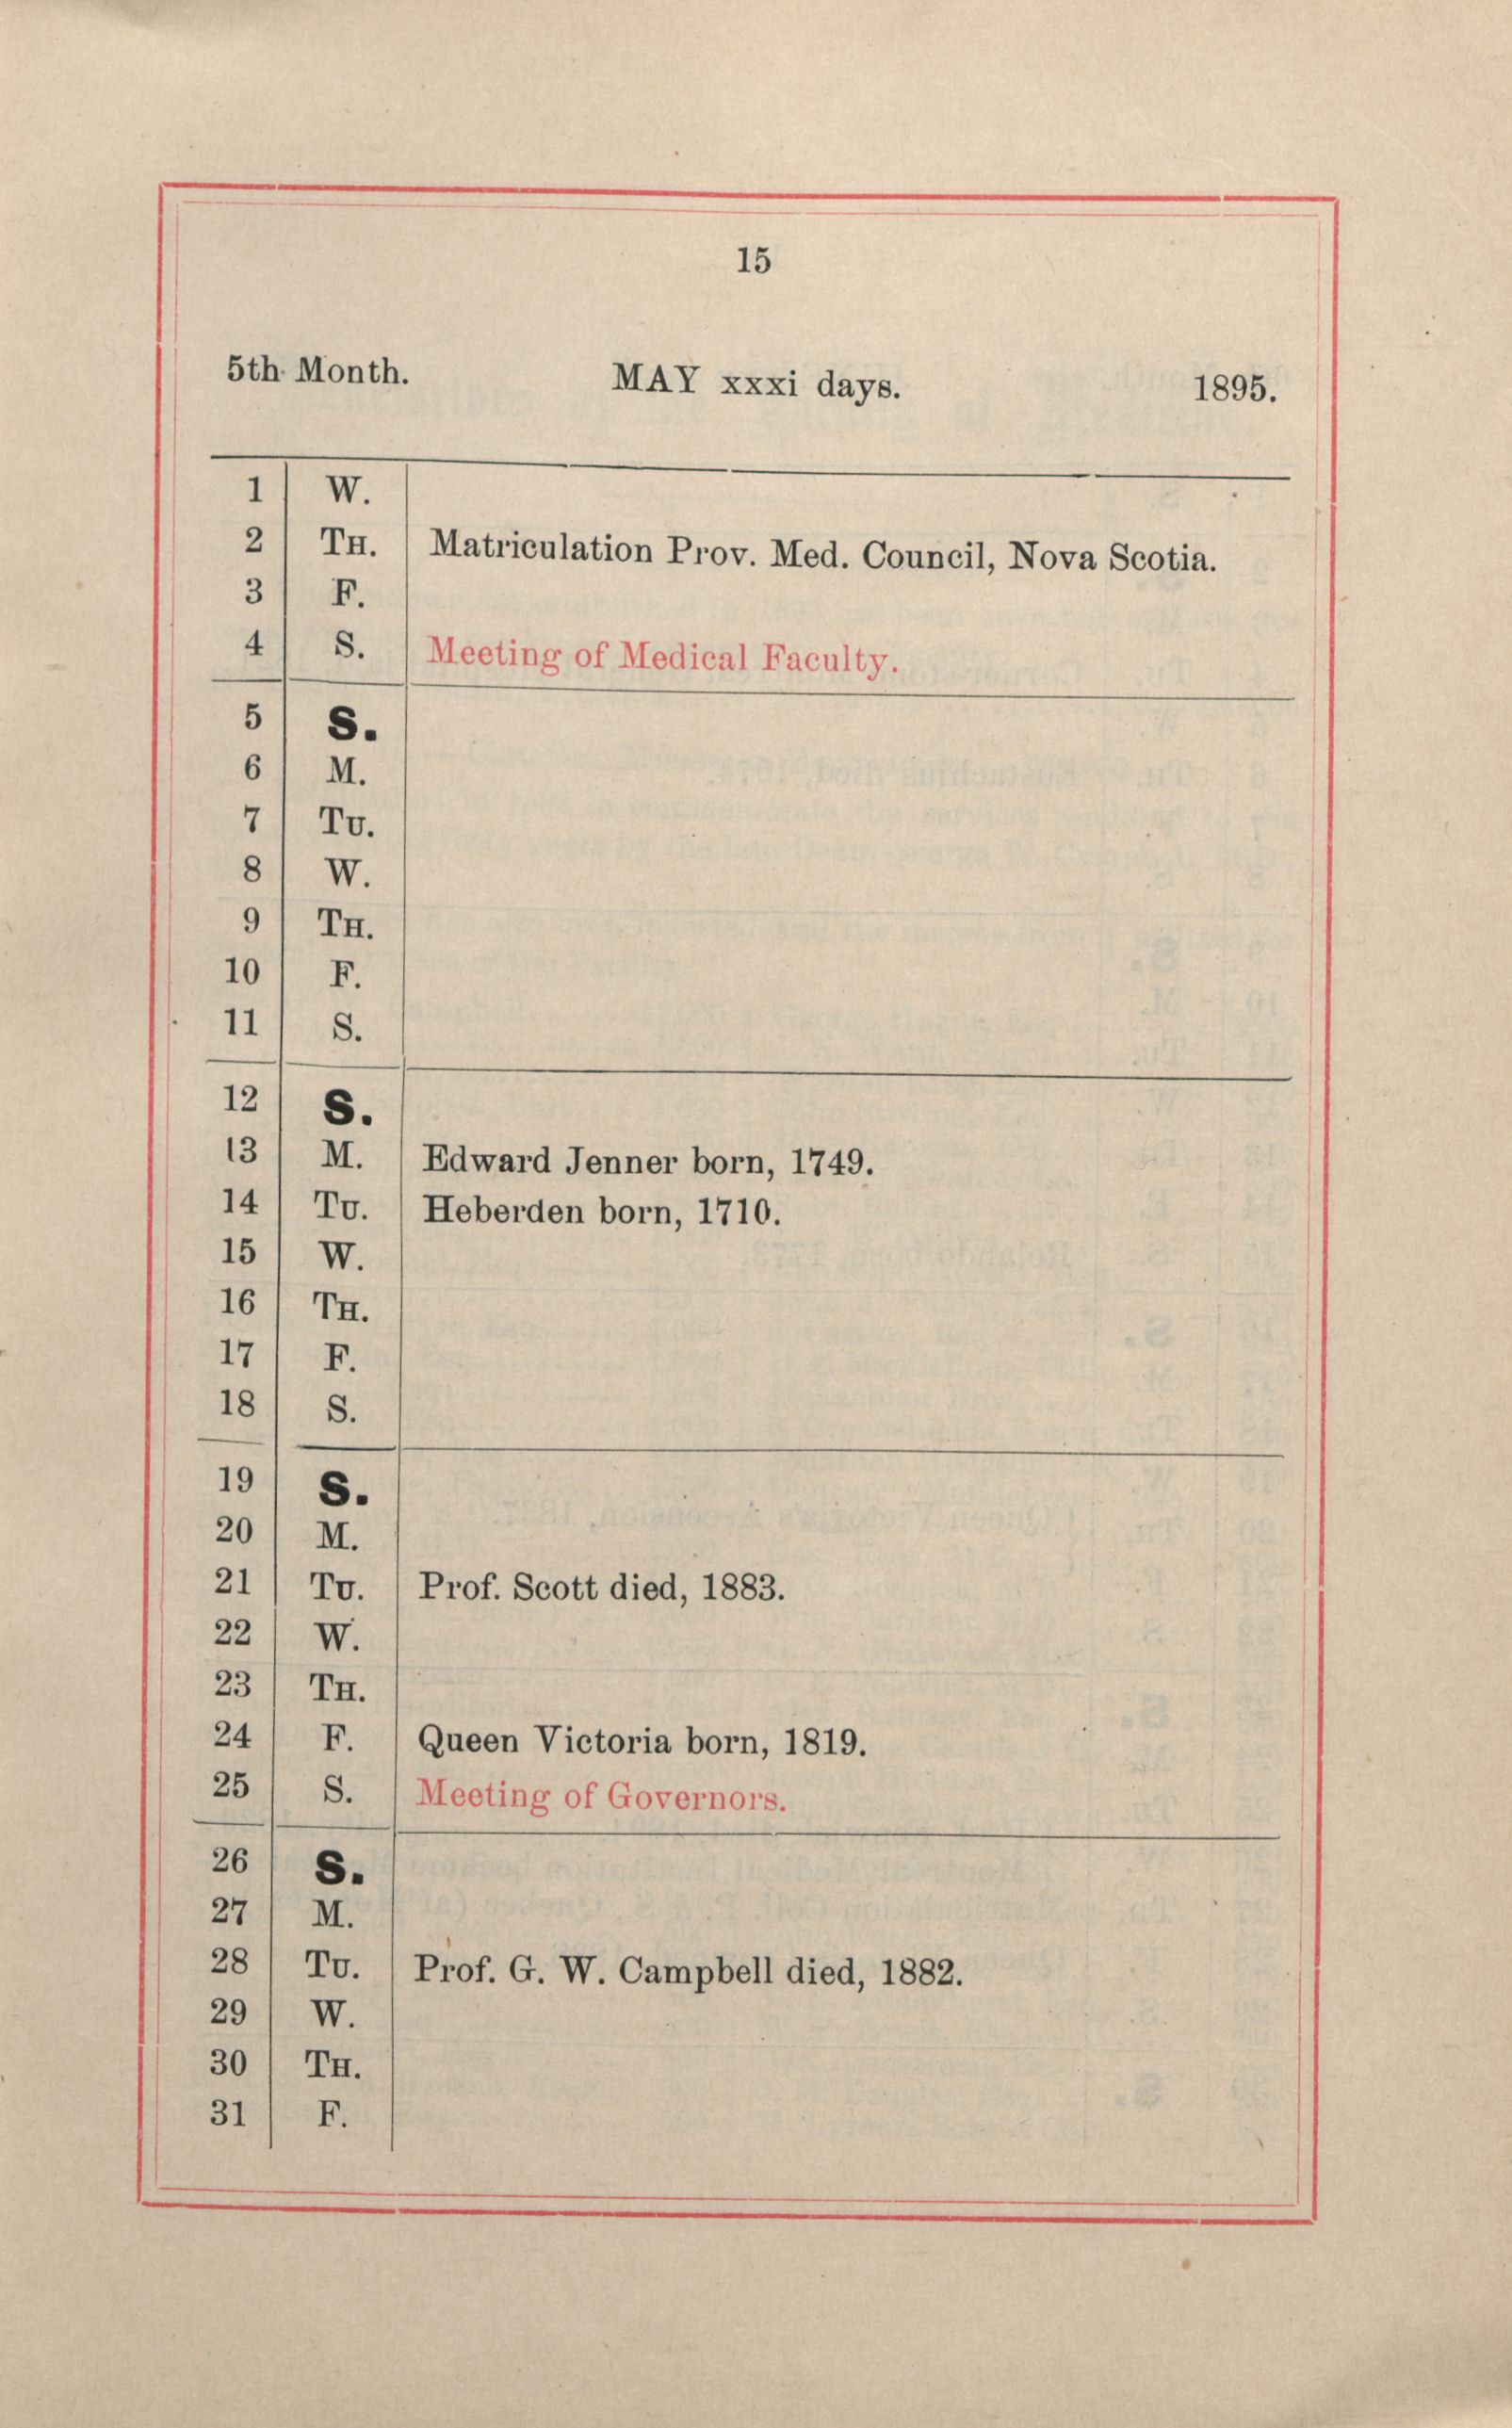 15
5th Month. MAY xxxi days. 1895.
1 W.
2 TH. Matriculation Prov. Med. Council, Nova Scotia.
3 F.
4 S. Meeting of Medical Faculty.
5 S.
6 M.
7 TU.
8 W.
9 TH.
10 F.
11 S.
12 S.
13 M. Edward Jenner born, 1749.
14 TU. Heberden born, 1710.
15 W.
16 TH.
17 F.
18 S.
19 S.
20 M.
21 TU. Prof. Scott died, 1883.
22 W.
23 TH.
24 F. Queen Victoria born, 1819.
25 S. Meeting of Governors.
26 S.
27 M.
28 TU. Prof. G. W. Campbell died, 1882.
29 W.
30 TH.
31 F.